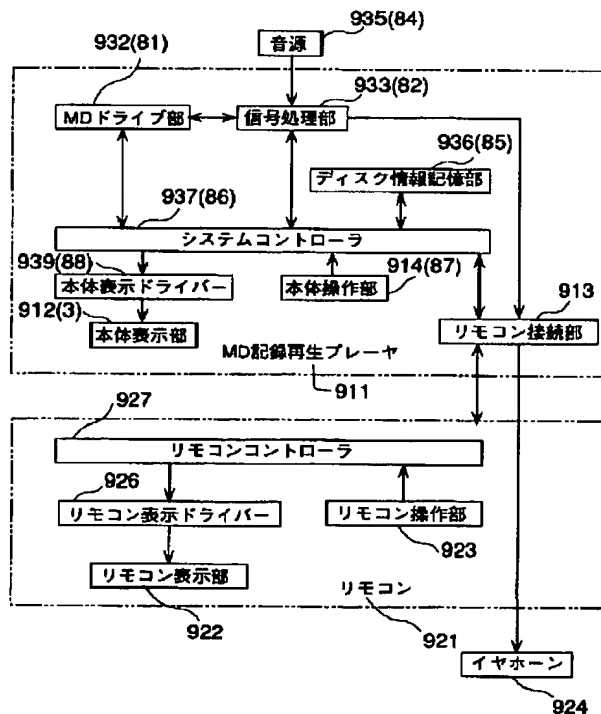 935(84)
932(81)
音源
933(82)
MDドライブ部
信号処理部
936(85)
ディスク情報記憶部
937(86)
システムコントローラ
939(88)
914(87)
本体表示ドライバー
本体操作部
913
912(3)
本体表示部
リモコン接続部
MD記録再生プレーヤ
911
927
リモコンコントローラ
926
リモコン表示ドライバー
リモコン操作部
923
リモコン表示部
リモコン
922
921
イヤホーン
924